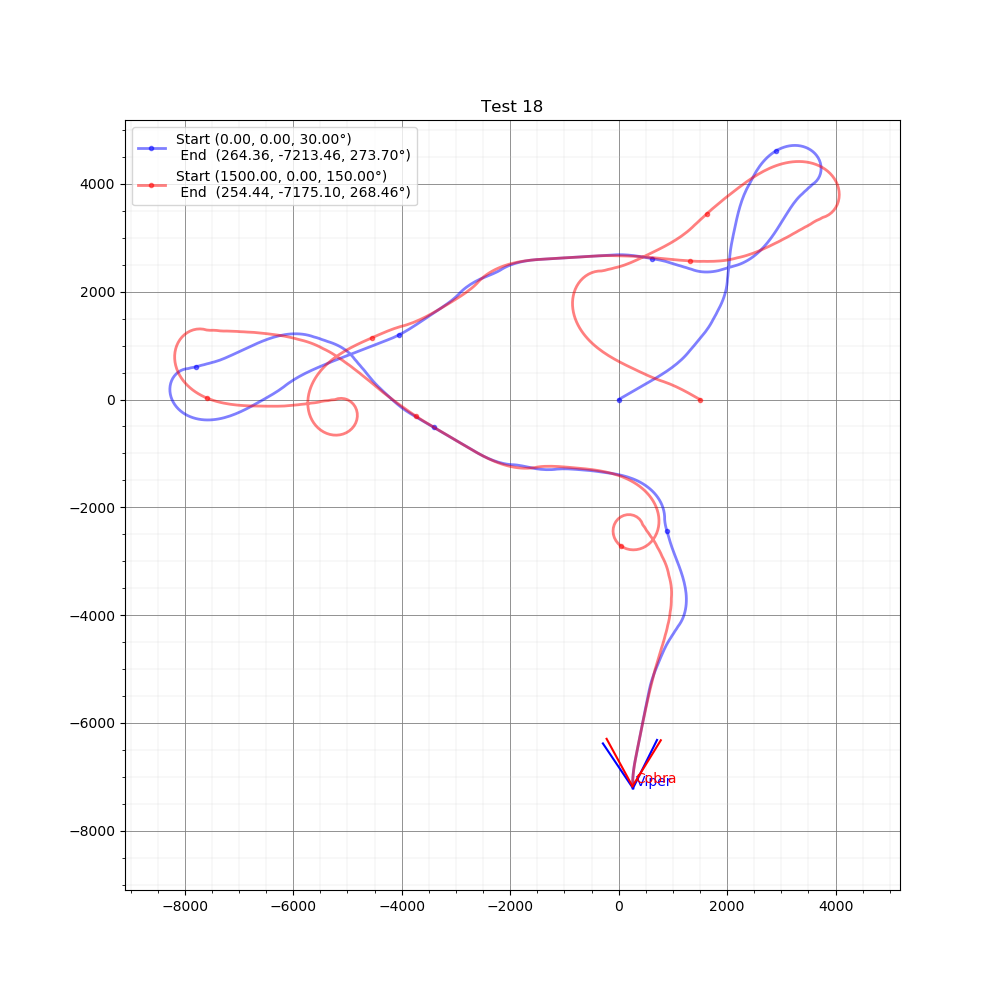 Test 18
Start (0.00, 0.00, 30.00°)
End (264.36, -7213.46, 273.70°)
Start (1500.00, 0.00, 150.00°)
End (254.44, -7175.10, 268.46°)
4000
2000
0
−2000
−4000
−6000
−8000
Cobra
Viper
−8000 −6000 −4000 −2000 0 2000 4000